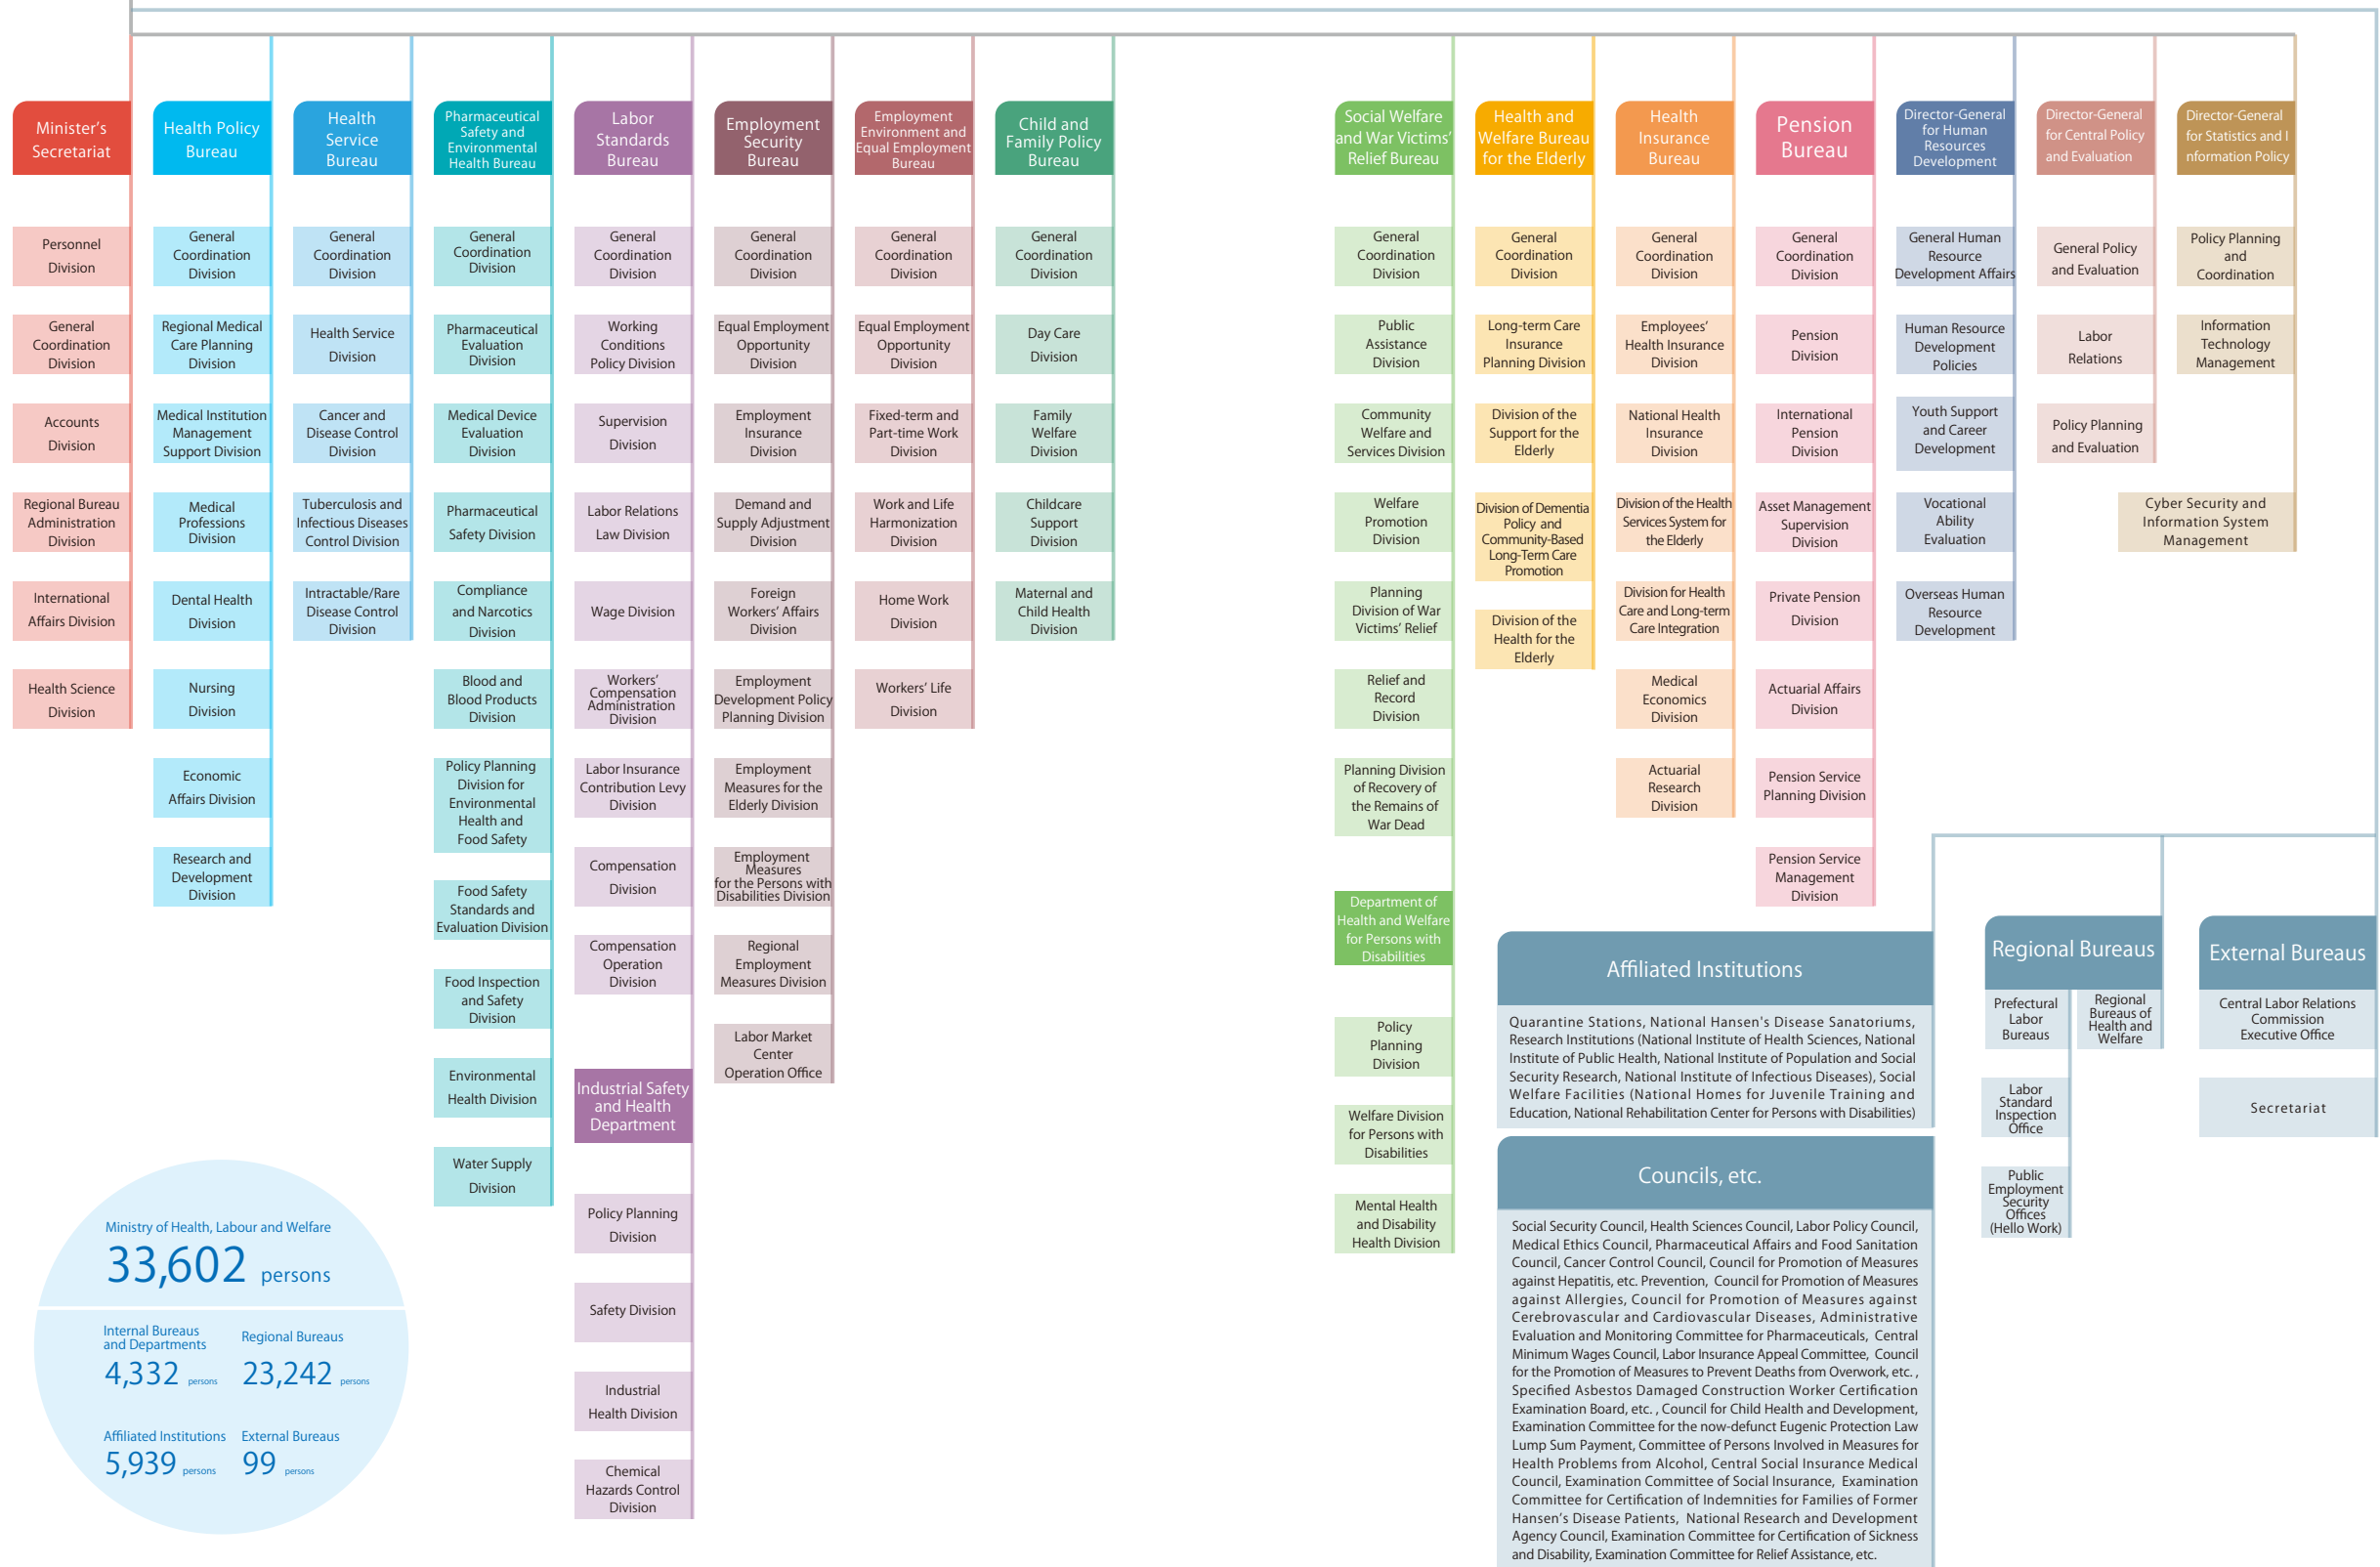 Minister's
Secretariat
Personnel
Division
General
Coordination
Division
Accounts
Division
Regional Bureau
Administration
Division
International
Affairs Division
Health Science
Division
Health Policy
Bureau
General
Coordination
Division
Regional Medical
Care Planning
Division
Medical Institution
Management
Support Division
Medical
Professions
Division
Dental Health
Division
Nursing
Division
Economic
Affairs Division
Research and
Development
Division
Health
Service
Bureau
General
Coordination
Division
Health Service
Division
Cancer and
Disease Control
Division
Tuberculosis and
Infectious Diseases
Control Division
Intractable/Rare
Disease Control
Division
Pharmaceutical
Safety and
Environmental
Health Bureau
General
Coordination
Division
Pharmaceutical
Evaluation
Division
Medical Device
Evaluation
Division
Pharmaceutical
Safety Division
Compliance
and Narcotics
Division
Blood and
Blood Products
Division
Policy Planning
Division for
Environmental
Health and
Food Safety
Food Safety
Standards and
Evaluation Division
Food Inspection
and Safety
Division
Environmental
Health Division
Water Supply
Division
Labor
Standards
Bureau
General
Coordination
Division
Working
Conditions
Policy Division
Supervision
Division
Labor Relations
Law Division
Wage Division
Workers'
Compensation
Administration
Division
Labor Insurance
Contribution Levy
Division
Compensation
Division
Compensation
Operation
Division
Industrial Safety
and Health
Department
Policy Planning
Division
Safety Division
Industrial
Health Division
Chemical
Hazards Control
Division
Employment
Security
Bureau
General
Coordination
Division
Equal Employment
Opportunity
Division
Employment
Insurance
Division
Demand and
Supply Adjustment
Division
Foreign
Workers' Affairs
Division
Employment
Development Policy
Planning Division
Employment
Measures for the
Elderly Division
Employment
Measures
for the Persons with
Disabilities Division
Regional
Employment
Measures Division
Labor Market
Center
Operation Office
Employment
Environment and
Equal Employment
Bureau
General
Coordination
Division
Equal Employment
Opportunity
Division
Fixed-term and
Part-time Work
Division
Work and Life
Harmonization
Division
Home Work
Division
Workers' Life
Division
Child and
Family Policy
Bureau
General
Coordination
Division
Day Care
Division
Family
Welfare
Division
Childcare
Support
Division
Maternal and
Child Health
Division
Social Welfare
and War Victims'
Relief Bureau
General
Coordination
Division
Public
Assistance
Division
Community
Welfare and
Services Division
Welfare
Promotion
Division
Planning
Division of War
Victims' Relief
Relief and
Record
Division
Planning Division
of Recovery of
the Remains of
War Dead
Department of
Health and Welfare
for Persons with
Disabilities
Policy
Planning
Division
Welfare Division
for Persons with
Disabilities
Mental Health
and Disability
Health Division
Health and
Welfare Bureau
for the Elderly
General
Coordination
Division
Long-term Care
Insurance
Planning Division
Division of the
Support for the
Elderly
Division of Dementia
Policy and
Community-Based
Long-Term Care
Promotion
Division of the
Health for the
Elderly
Health
Insurance
Bureau
General
Coordination
Division
Employees'
Health Insurance
Division
National Health
Insurance
Division
Division of the Health
Services System for
the Elderly
Division for Health
Care and Long-term
Care Integration
Medical
Economics
Division
Actuarial
Research
Division
Pension
Bureau
General
Coordination
Division
Pension
Division
International
Pension
Division
Asset Management
Supervision
Division
Private Pension
Division
Actuarial Affairs
Division
Pension Service
Planning Division
Pension Service
Management
Division
Director-General
for Human
Resources
Development
General Human
Resource
Development Affairs
Human Resource
Development
Policies
Youth Support
and Career
Development
Vocational
Ability
Evaluation
Overseas Human
Resource
Development
Director-General
for Central Policy
and Evaluation
General Policy
and Evaluation
Labor
Relations
Policy Planning
and Evaluation
Director-General
for Statistics and I
nformation Policy
Policy Planning
and
Coordination
Information
Technology
Management
Cyber Security and
Information System
Management
Affiliated Institutions
Quarantine Stations, National Hansen's Disease Sanatoriums,
Research Institutions (National Institute of Health Sciences, National
Institute of Public Health, National Institute of Population and Social
Security Research, National Institute of Infectious Diseases), Social
Welfare Facilities (National Homes for Juvenile Training and
Education, National Rehabilitation Center for Persons with Disabilities)
Councils, etc.
Social Security Council, Health Sciences Council, Labor Policy Council,
Medical Ethics Council, Pharmaceutical Affairs and Food Sanitation
Council, Cancer Control Council, Council for Promotion of Measures
against Hepatitis, etc. Prevention, Council for Promotion of Measures
against Allergies, Council for Promotion of Measures against
Cerebrovascular and Cardiovascular Diseases, Administrative
Evaluation and Monitoring Committee for Pharmaceuticals, Central
Minimum Wages Council, Labor Insurance Appeal Committee, Council
for the Promotion of Measures to Prevent Deaths from Overwork, etc. ,
Specified Asbestos Damaged Construction Worker Certification
Examination Board, etc. , Council for Child Health and Development,
Examination Committee for the now-defunct Eugenic Protection Law
Lump Sum Payment, Committee of Persons Involved in Measures for
Health Problems from Alcohol, Central Social Insurance Medical
Council, Examination Committee of Social Insurance, Examination
Committee for Certification of Indemnities for Families of Former
Hansen's Disease Patients, National Research and Development
Agency Council, Examination Committee for Certification of Sickness
and Disability, Examination Committee for Relief Assistance, etc.
Regional Bureaus
Prefectural
Labor
Bureaus
Regional
Bureaus of
Health and
Welfare
Labor
Standard
Inspection
Office
Public
Employment
Security
Offices
(Hello Work)
External Bureaus
Central Labor Relations
Commission
Executive Office
Secretariat
Ministry of Health, Labour and Welfare
33,602 persons
Internal Bureaus
and Departments
4,332 persons
Regional Bureaus
23,242 persons
Affiliated Institutions
5,939 persons
External Bureaus
99 persons